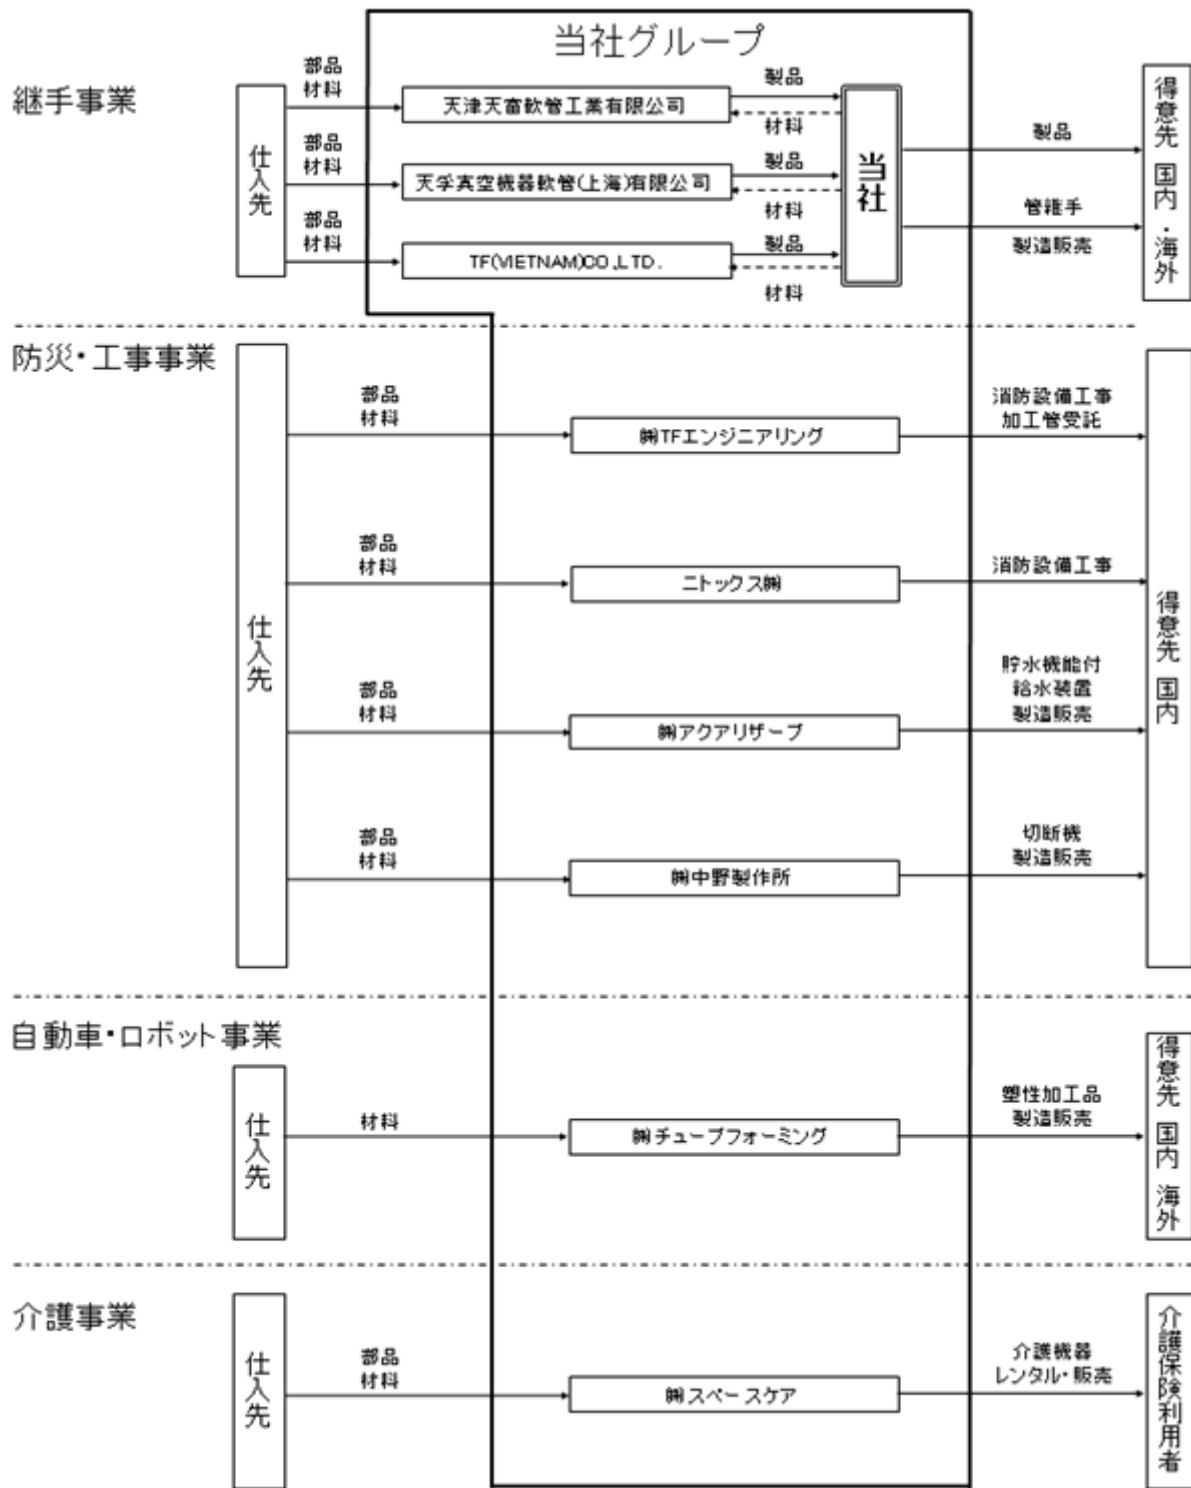 当社グループ
継手事業
仕入先
部品
材料
天津天富軟管工業有限公司
製品
材料
部品
材料
天孚真空機器軟管(上海)有限公司
製品
材料
部品
材料
TF(VIETNAM)CO.,LTD.
製品
材料
当社
製品
管継手
製造販売
得意先 国内・海外
防災・工事事業
仕入先
部品
材料
㈱TFエンジニアリング
消防設備工事
加工管受託
部品
材料
ニトックス㈱
消防設備工事
部品
材料
㈱アクアリザーブ
貯水機能付
給水装置
製造販売
部品
材料
㈱中野製作所
切断機
製造販売
得意先 国内
自動車・ロボット事業
仕入先
材料
㈱チューブフォーミング
塑性加工品
製造販売
得意先 国内 海外
介護事業
仕入先
部品
材料
㈱スペースケア
介護機器
レンタル・販売
介護保険利用者